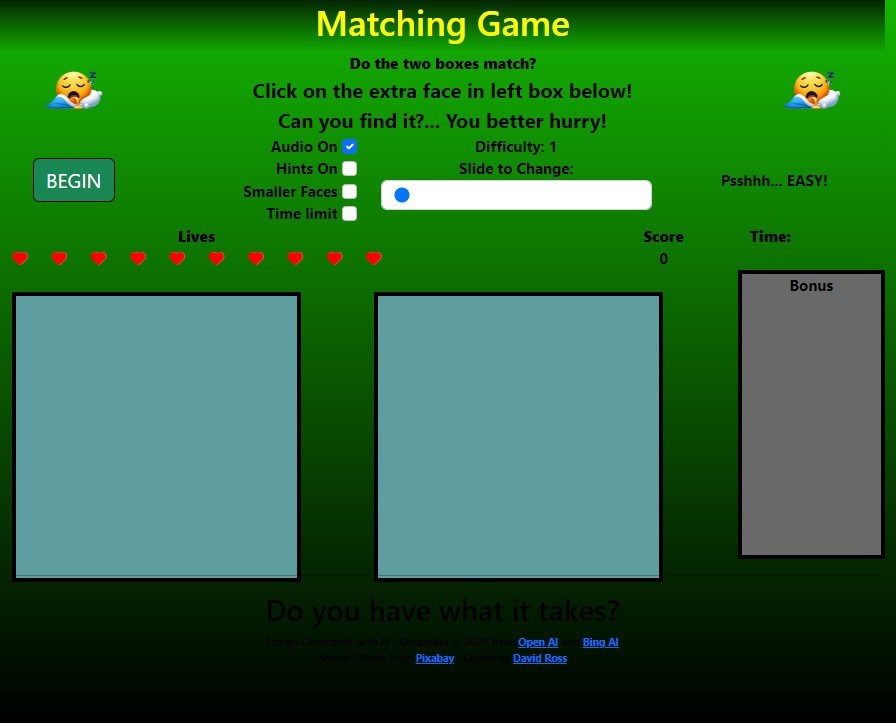 Matching Game
Do the two boxes match?
Click on the extra face in left box below!
Can you find it?... You better hurry!
Audio On
Hints On
Smaller Faces
Time limit
BEGIN
Difficulty: 1
Slide to Change:
Psshhh... EASY!
Lives
Score
0
Time:
Bonus
Do you have what it takes?
Emojis Generated with AI - December 3, 2023 from Open AI and Bing AI
Sound Effects from Pixabay - Coded by David Ross